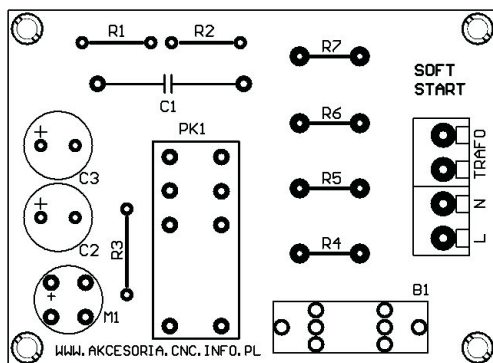 R1
R2
R7
C1
SOFT
START
R6
PK1
TRAFO
C3
R5
N
R3
C2
R4
L
B1
M1
WWW.AKCESORIA.CNC.INFO.PL